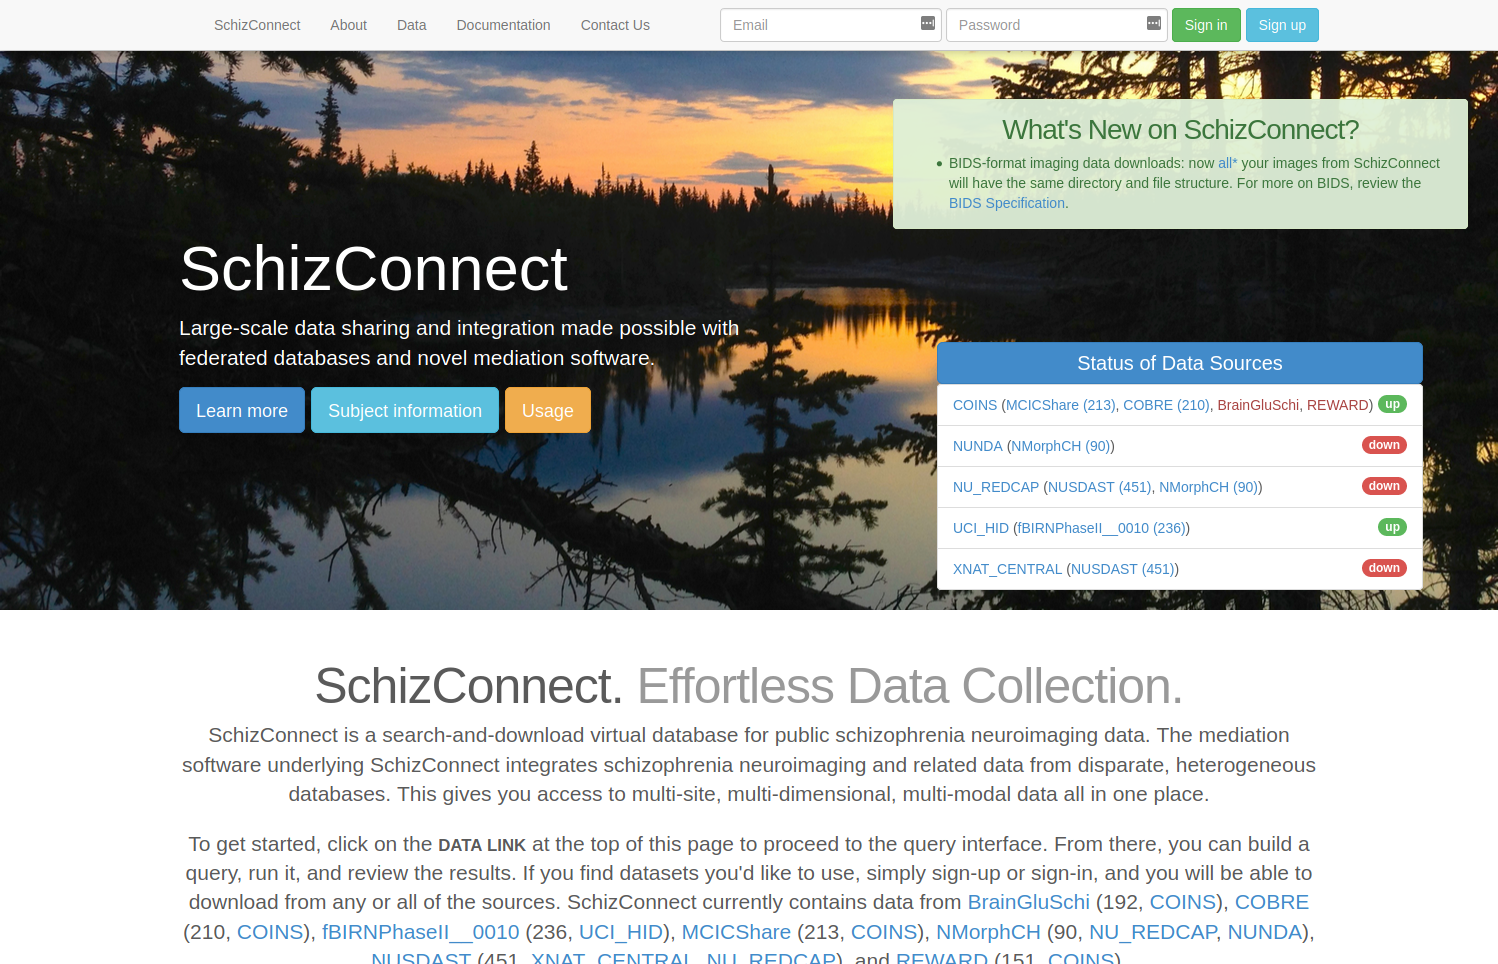 SchizConnect About Data Documentation Contact Us Email Password Sign in Sign up
What's New on SchizConnect?
• BIDS-format imaging data downloads: now all* your images from SchizConnect
will have the same directory and file structure. For more on BIDS, review the
BIDS Specification.
SchizConnect
Large-scale data sharing and integration made possible with
federated databases and novel mediation software.
Learn more Subject information Usage
Status of Data Sources
COINS (MCICShare (213), COBRE (210), BrainGluSchi, REWARD) up
NUNDA (NMorphCH (90)) down
NU_REDCAP (NUSDAST (451), NMorphCH (90)) down
UCI_HID (fBIRNPhaseII__0010 (236)) up
XNAT_CENTRAL (NUSDAST (451)) down
SchizConnect. Effortless Data Collection.
SchizConnect is a search-and-download virtual database for public schizophrenia neuroimaging data. The mediation
software underlying SchizConnect integrates schizophrenia neuroimaging and related data from disparate, heterogeneous
databases. This gives you access to multi-site, multi-dimensional, multi-modal data all in one place.
To get started, click on the DATA LINK at the top of this page to proceed to the query interface. From there, you can build a
query, run it, and review the results. If you find datasets you'd like to use, simply sign-up or sign-in, and you will be able to
download from any or all of the sources. SchizConnect currently contains data from BrainGluSchi (192, COINS), COBRE
(210, COINS), fBIRNPhaseII__0010 (236, UCI_HID), MCICShare (213, COINS), NMorphCH (90, NU_REDCAP, NUNDA),
NUSDAST (451, XNAT_CENTRAL, NU_REDCAP), and REWARD (151, COINS)